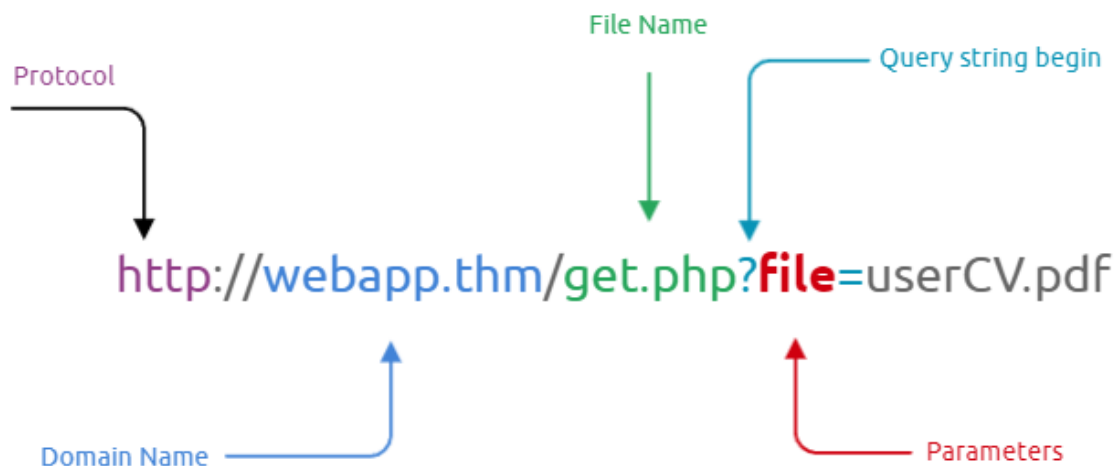 File Name
Query string begin
Protocol
http://webapp.thm/get.php?file=userCV.pdf
Domain Name
Parameters